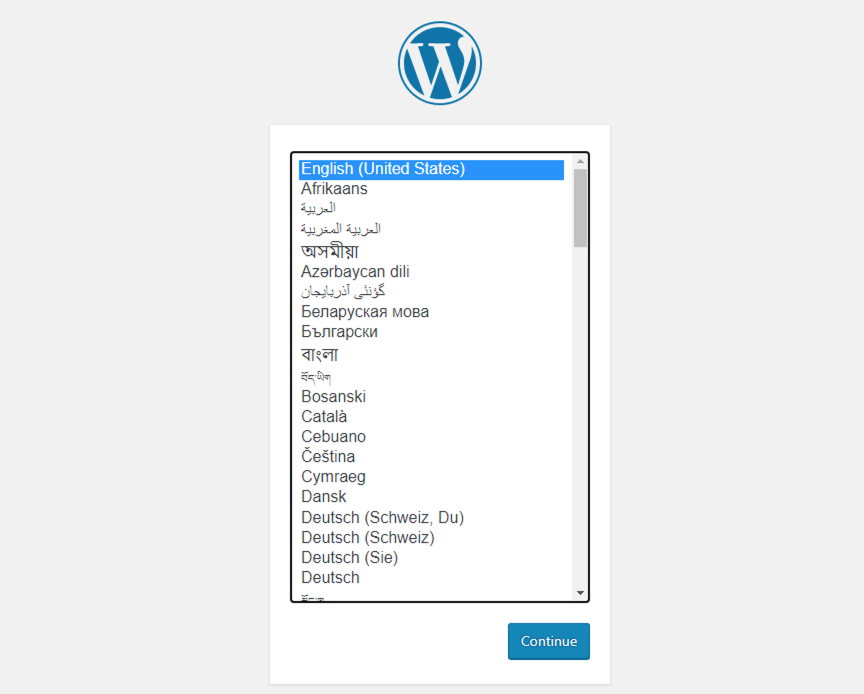 English (United States)
Afrikaans
العربية
العربية المغربية
অসমীয়া
Azərbaycan dili
گؤنئی آذربایجان
Беларуская мова
Български
বাংলা
བོད་ཡིག
Bosanski
Català
Cebuano
Čeština
Cymraeg
Dansk
Deutsch (Schweiz, Du)
Deutsch (Schweiz)
Deutsch (Sie)
Deutsch
Continue